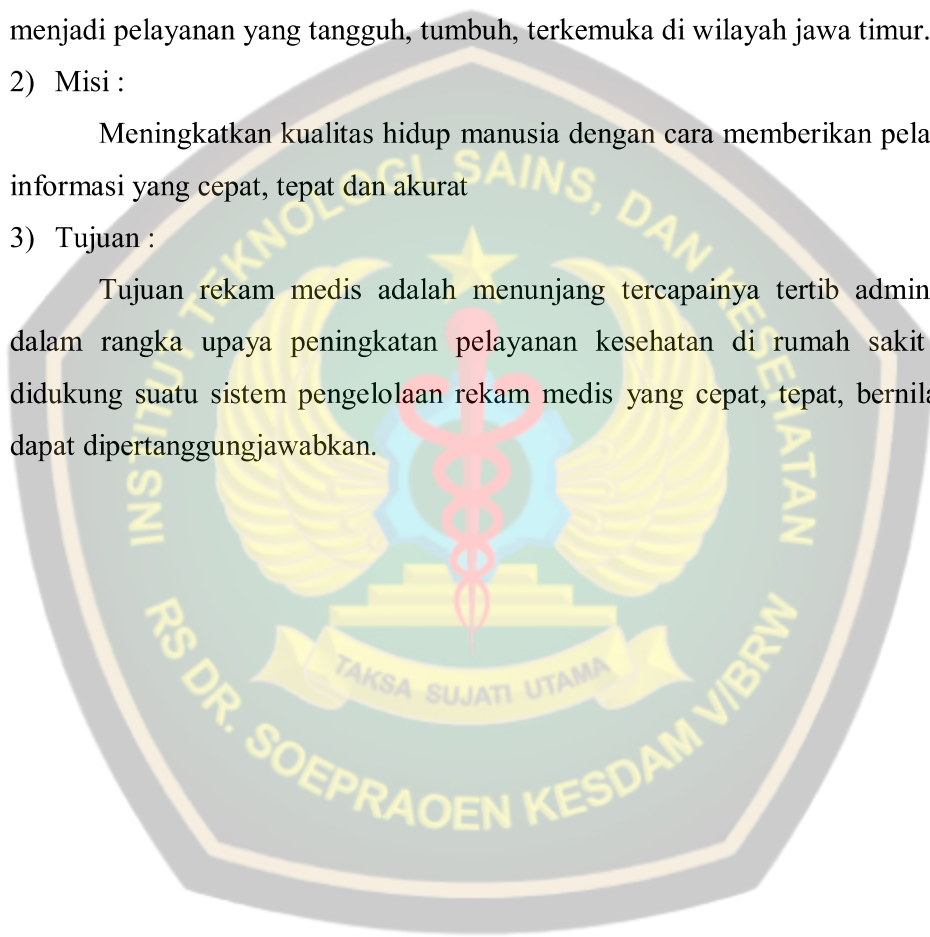 menjadi pelayanan yang tangguh, tumbuh, terkemuka di wilayah jawa timur.
2) Misi :
Meningkatkan kualitas hidup manusia dengan cara memberikan pela
informasi yang cepat, tepat dan akurat
3) Tujuan :
Tujuan rekam medis adalah menunjang tercapainya tertib admin
dalam rangka upaya peningkatan pelayanan kesehatan di rumah sakit
didukung suatu sistem pengelolaan rekam medis yang cepat, tepat, bernila
dapat dipertanggungjawabkan.
INSTITUT TEKNOLOGI, SAINS, DAN KESEHATAN
TAKSA SUJATI UTAMA
RS DR. SOEPRAOEN KESDAM V/BRW